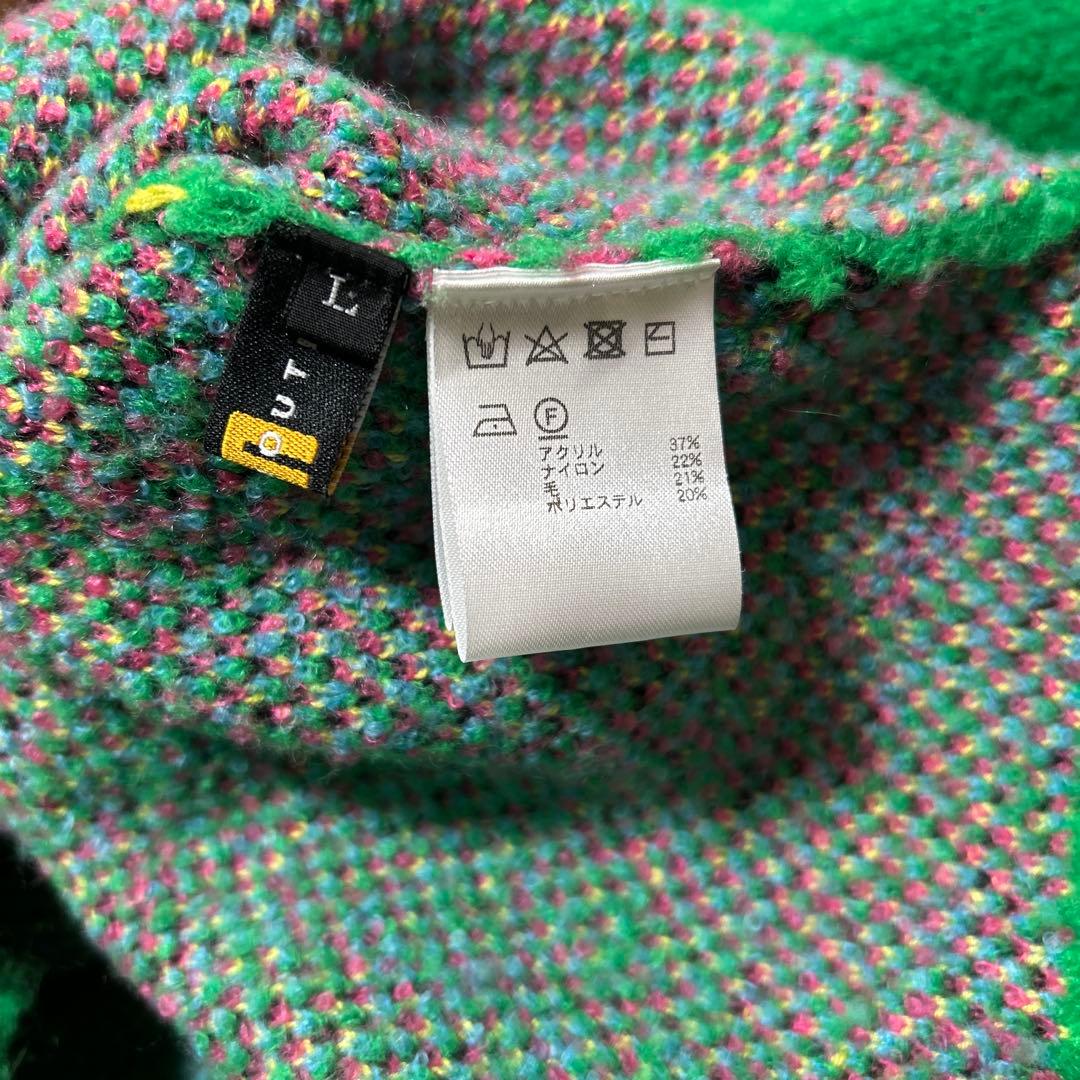 L
OUT
F
アクリル 37%
ナイロン 22%
毛 21%
ポリエステル 20%